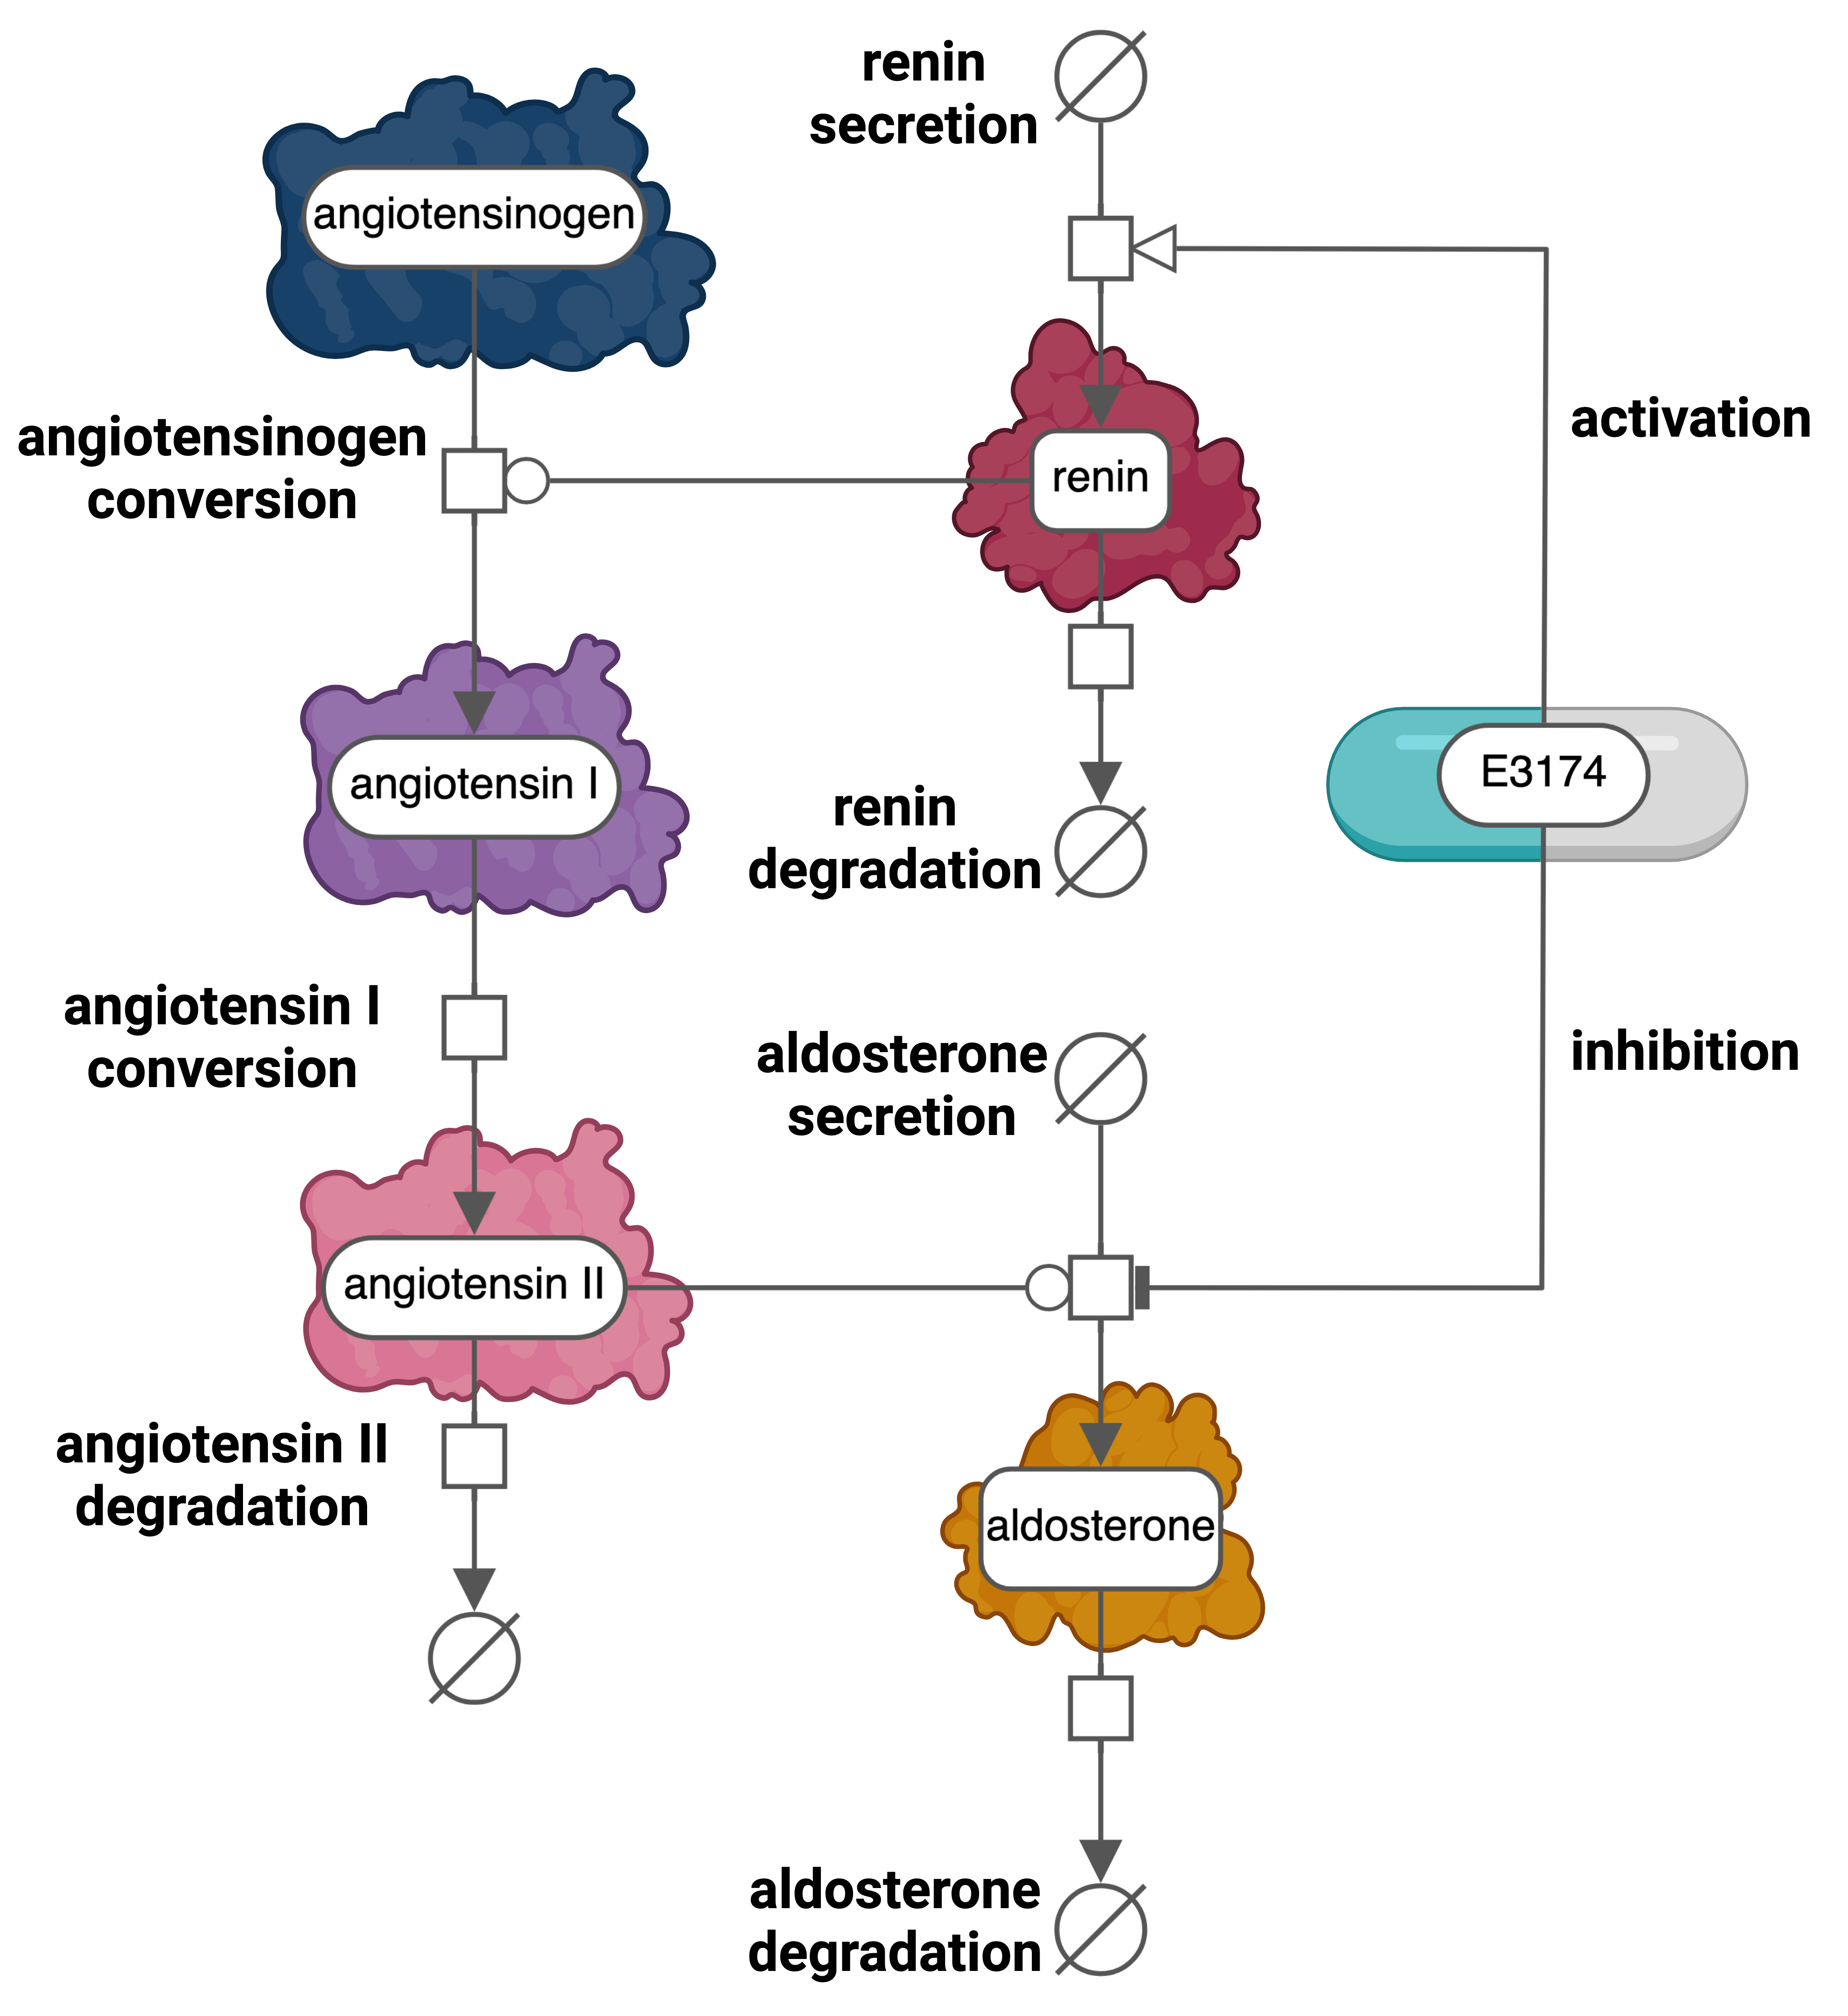 renin
secretion
angiotensinogen
activation
angiotensinogen
conversion
renin
E3174
angiotensin I
renin
degradation
angiotensin I
conversion
aldosterone
secretion
inhibition
angiotensin II
angiotensin II
degradation
aldosterone
aldosterone
degradation